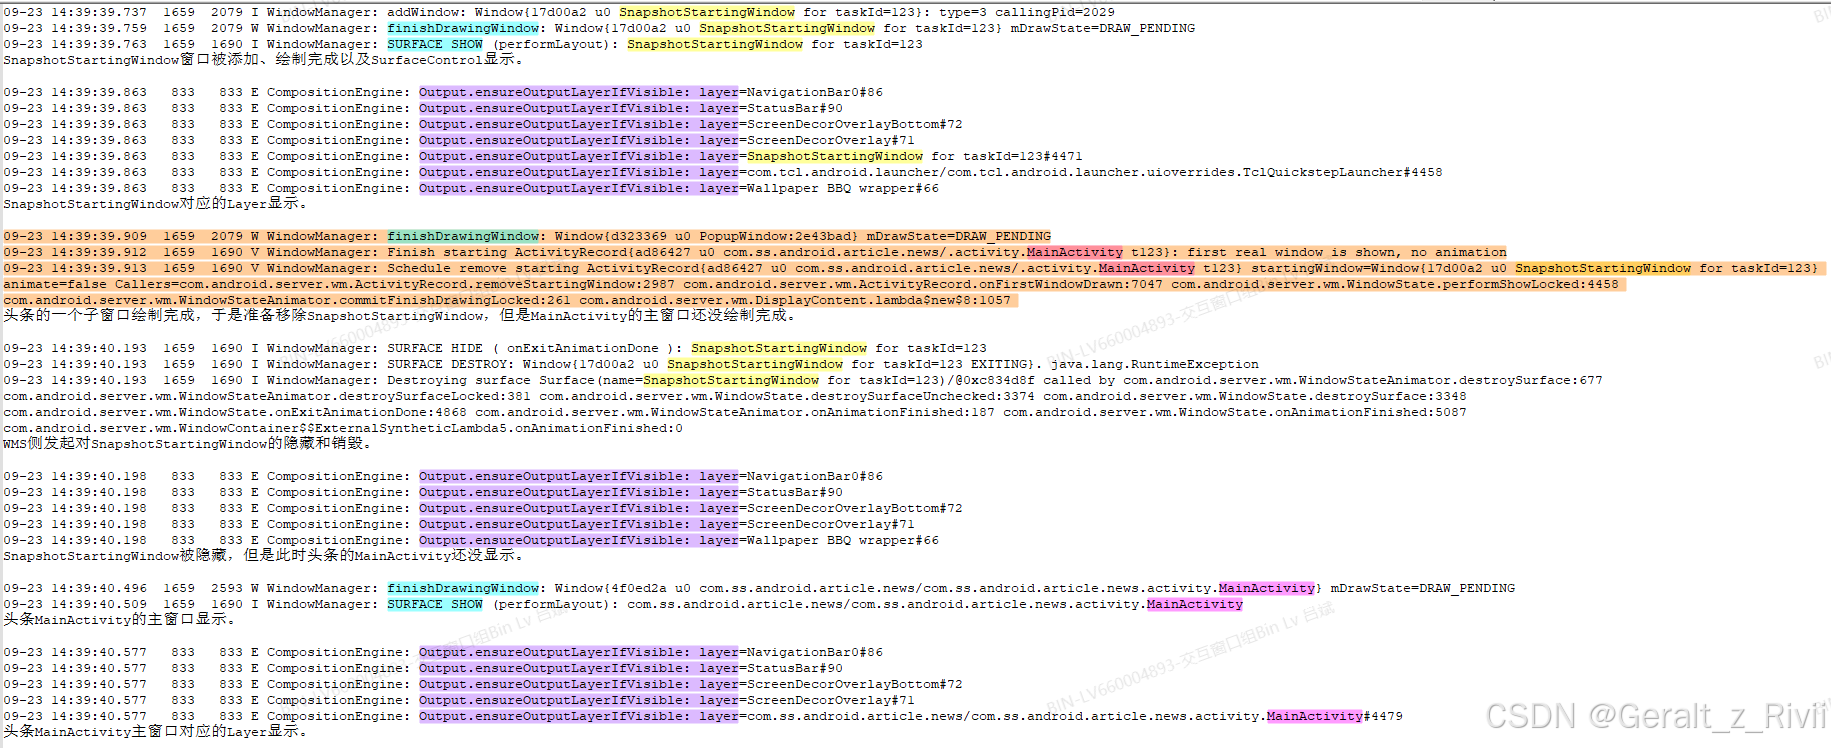 09-23 14:39:39.737  1659  2079 I WindowManager: addWindow: Window{17d00a2 u0 SnapshotStartingWindow for taskId=123}: type=3 callingPid=2029
09-23 14:39:39.759  1659  2079 W WindowManager: finishDrawingWindow: Window{17d00a2 u0 SnapshotStartingWindow for taskId=123} mDrawState=DRAW_PENDING
09-23 14:39:39.763  1659  1690 I WindowManager: SURFACE SHOW (performLayout): SnapshotStartingWindow for taskId=123
SnapshotStartingWindow窗口被添加、绘制完成以及SurfaceControl显示。
09-23 14:39:39.863   833   833 E CompositionEngine: Output.ensureOutputLayerIfVisible: layer=NavigationBar0#86
09-23 14:39:39.863   833   833 E CompositionEngine: Output.ensureOutputLayerIfVisible: layer=StatusBar#90
09-23 14:39:39.863   833   833 E CompositionEngine: Output.ensureOutputLayerIfVisible: layer=ScreenDecorOverlayBottom#72
09-23 14:39:39.863   833   833 E CompositionEngine: Output.ensureOutputLayerIfVisible: layer=ScreenDecorOverlay#71
09-23 14:39:39.863   833   833 E CompositionEngine: Output.ensureOutputLayerIfVisible: layer=SnapshotStartingWindow for taskId=123#4471
09-23 14:39:39.863   833   833 E CompositionEngine: Output.ensureOutputLayerIfVisible: layer=com.tcl.android.launcher/com.tcl.android.launcher.uioverrides.TclQuickstepLauncher#4458
09-23 14:39:39.863   833   833 E CompositionEngine: Output.ensureOutputLayerIfVisible: layer=Wallpaper BBQ wrapper#66
SnapshotStartingWindow对应的Layer显示。
09-23 14:39:39.909  1659  2079 W WindowManager: finishDrawingWindow: Window{d323369 u0 PopupWindow:2e43bad} mDrawState=DRAW_PENDING
09-23 14:39:39.912  1659  1690 V WindowManager: Finish starting ActivityRecord{ad86427 u0 com.ss.android.article.news/.activity.MainActivity t123}: first real window is shown, no animation
09-23 14:39:39.913  1659  1690 V WindowManager: Schedule remove starting ActivityRecord{ad86427 u0 com.ss.android.article.news/.activity.MainActivity t123} startingWindow=Window{17d00a2 u0 SnapshotStartingWindow for taskId=123}
animate=false Callers=com.android.server.wm.ActivityRecord.removeStartingWindow:2987 com.android.server.wm.ActivityRecord.onFirstWindowDrawn:7047 com.android.server.wm.WindowState.performShowLocked:4458
com.android.server.wm.WindowStateAnimator.commitFinishDrawingLocked:261 com.android.server.wm.DisplayContent.lambda$new$8:1057
头条的一个子窗口绘制完成，于是准备移除SnapshotStartingWindow，但是MainActivity的主窗口还没绘制完成。
09-23 14:39:40.193  1659  1690 I WindowManager: SURFACE HIDE ( onExitAnimationDone ): SnapshotStartingWindow for taskId=123
09-23 14:39:40.193  1659  1690 I WindowManager: SURFACE DESTROY: Window{17d00a2 u0 SnapshotStartingWindow for taskId=123 EXITING}. java.lang.RuntimeException
09-23 14:39:40.193  1659  1690 I WindowManager: Destroying surface Surface(name=SnapshotStartingWindow for taskId=123)/@0xc834d8f called by com.android.server.wm.WindowStateAnimator.destroySurface:677
com.android.server.wm.WindowStateAnimator.destroySurfaceLocked:381 com.android.server.wm.WindowState.destroySurfaceUnchecked:3374 com.android.server.wm.WindowState.destroySurface:3348
com.android.server.wm.WindowState.onExitAnimationDone:4868 com.android.server.wm.WindowStateAnimator.onAnimationFinished:187 com.android.server.wm.WindowState.onAnimationFinished:5087
com.android.server.wm.WindowContainer$$ExternalSyntheticLambda5.onAnimationFinished:0
WMS侧发起对SnapshotStartingWindow的隐藏和销毁。
09-23 14:39:40.198   833   833 E CompositionEngine: Output.ensureOutputLayerIfVisible: layer=NavigationBar0#86
09-23 14:39:40.198   833   833 E CompositionEngine: Output.ensureOutputLayerIfVisible: layer=StatusBar#90
09-23 14:39:40.198   833   833 E CompositionEngine: Output.ensureOutputLayerIfVisible: layer=ScreenDecorOverlayBottom#72
09-23 14:39:40.198   833   833 E CompositionEngine: Output.ensureOutputLayerIfVisible: layer=ScreenDecorOverlay#71
09-23 14:39:40.198   833   833 E CompositionEngine: Output.ensureOutputLayerIfVisible: layer=Wallpaper BBQ wrapper#66
SnapshotStartingWindow被隐藏，但是此时头条的MainActivity还没显示。
09-23 14:39:40.496  1659  2593 W WindowManager: finishDrawingWindow: Window{4f0ed2a u0 com.ss.android.article.news/com.ss.android.article.news.activity.MainActivity} mDrawState=DRAW_PENDING
09-23 14:39:40.509  1659  1690 I WindowManager: SURFACE SHOW (performLayout): com.ss.android.article.news/com.ss.android.article.news.activity.MainActivity
头条MainActivity的主窗口显示。
09-23 14:39:40.577   833   833 E CompositionEngine: Output.ensureOutputLayerIfVisible: layer=NavigationBar0#86
09-23 14:39:40.577   833   833 E CompositionEngine: Output.ensureOutputLayerIfVisible: layer=StatusBar#90
09-23 14:39:40.577   833   833 E CompositionEngine: Output.ensureOutputLayerIfVisible: layer=ScreenDecorOverlayBottom#72
09-23 14:39:40.577   833   833 E CompositionEngine: Output.ensureOutputLayerIfVisible: layer=ScreenDecorOverlay#71
09-23 14:39:40.577   833   833 E CompositionEngine: Output.ensureOutputLayerIfVisible: layer=com.ss.android.article.news/com.ss.android.article.news.activity.MainActivity#4479
头条MainActivity主窗口对应的Layer显示。
CSDN @Geralt_z_Rivii